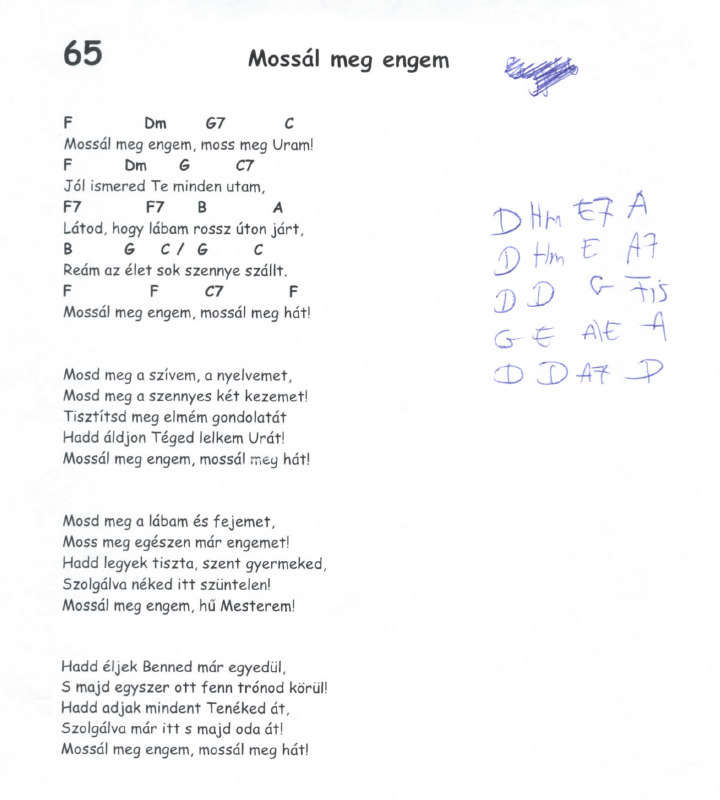 65 Mossál meg engem
F Dm G7 C
Mossál meg engem, moss meg Uram!
F Dm G C7
Jól ismered Te minden utam,
F7 F7 B A
Látod, hogy lábam rossz úton járt,
B G C / G C
Reám az élet sok szennye szállt.
F F C7 F
Mossál meg engem, mossál meg hát!
Mosd meg a szívem, a nyelvemet,
Mosd meg a szennyes két kezemet!
Tisztítsd meg elmém gondolatát
Hadd áldjon Téged lelkem Urát!
Mossál meg engem, mossál meg hát!
Mosd meg a lábam és fejemet,
Moss meg egészen már engemet!
Hadd legyek tiszta, szent gyermeked,
Szolgálva néked itt szüntelen!
Mossál meg engem, hű Mesterem!
Hadd éljek Benned már egyedül,
S majd egyszer ott fenn trónod körül!
Hadd adjak mindent Tenéked át,
Szolgálva már itt s majd oda át!
Mossál meg engem, mossál meg hát!
D Hm E7 A
D Hm E A7
D D G Fis
G E A\E A
D D A7 D